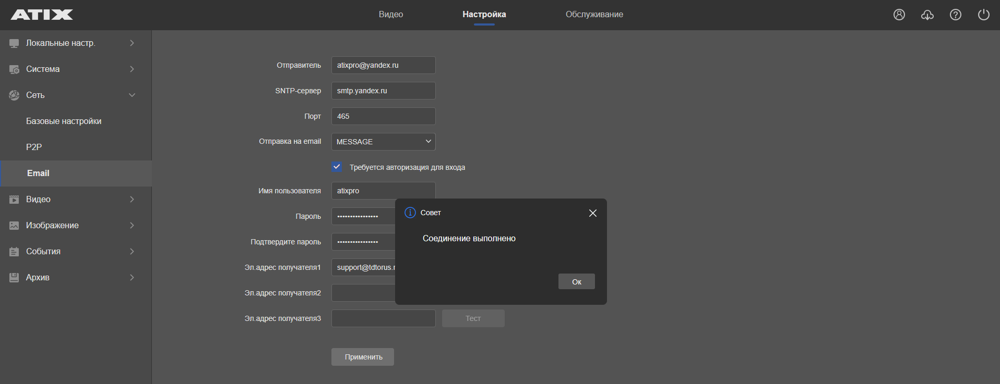 ATIX
Видео
Настройка
Обслуживание
Локальные настр.
Система
Сеть
Базовые настройки
P2P
Email
Видео
Изображение
События
Архив
Отправитель atixpro@yandex.ru
SNTP-сервер smtp.yandex.ru
Порт 465
Отправка на email MESSAGE
Требуется авторизация для входа
Имя пользователя atixpro
Пароль ••••••••••••••••
Подтвердите пароль ••••••••••••••••
Эл.адрес получателя1 support@tdtorus.r
Эл.адрес получателя2
Эл.адрес получателя3 Тест
Применить
Совет
Соединение выполнено
Ок